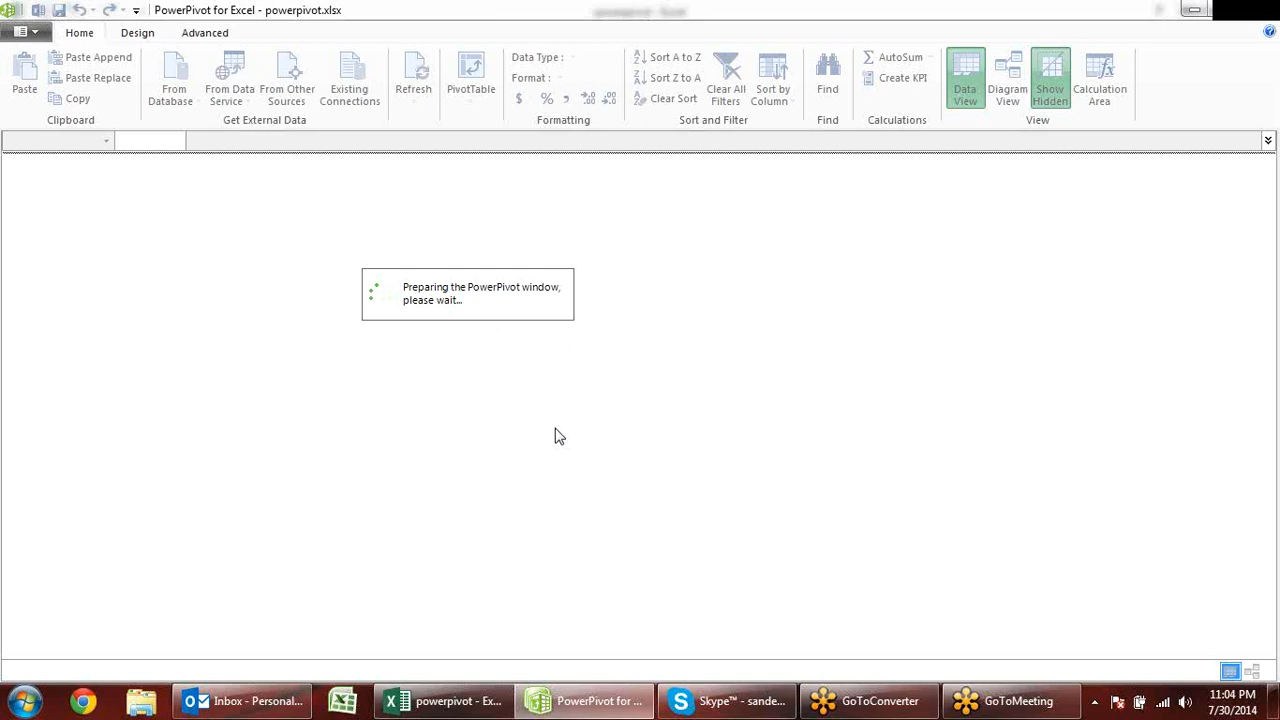 PowerPivot for Excel - powerpivot.xlsx
Home Design Advanced
Paste
Paste Append
Paste Replace
Copy
Clipboard
From Database
From Data Service
From Other Sources
Existing Connections
Get External Data
Refresh
PivotTable
Data Type :
Format :
$ % ,
Formatting
Sort A to Z
Sort Z to A
Clear Sort
Clear All Filters
Sort by Column
Sort and Filter
Find
Find
AutoSum
Create KPI
Calculations
Data View
Diagram View
Show Hidden
Calculation Area
View
Preparing the PowerPivot window,
please wait...
Inbox - Personal... powerpivot - Exc... PowerPivot for ... Skype™ - sande... GoToConverter GoToMeeting
11:04 PM
7/30/2014